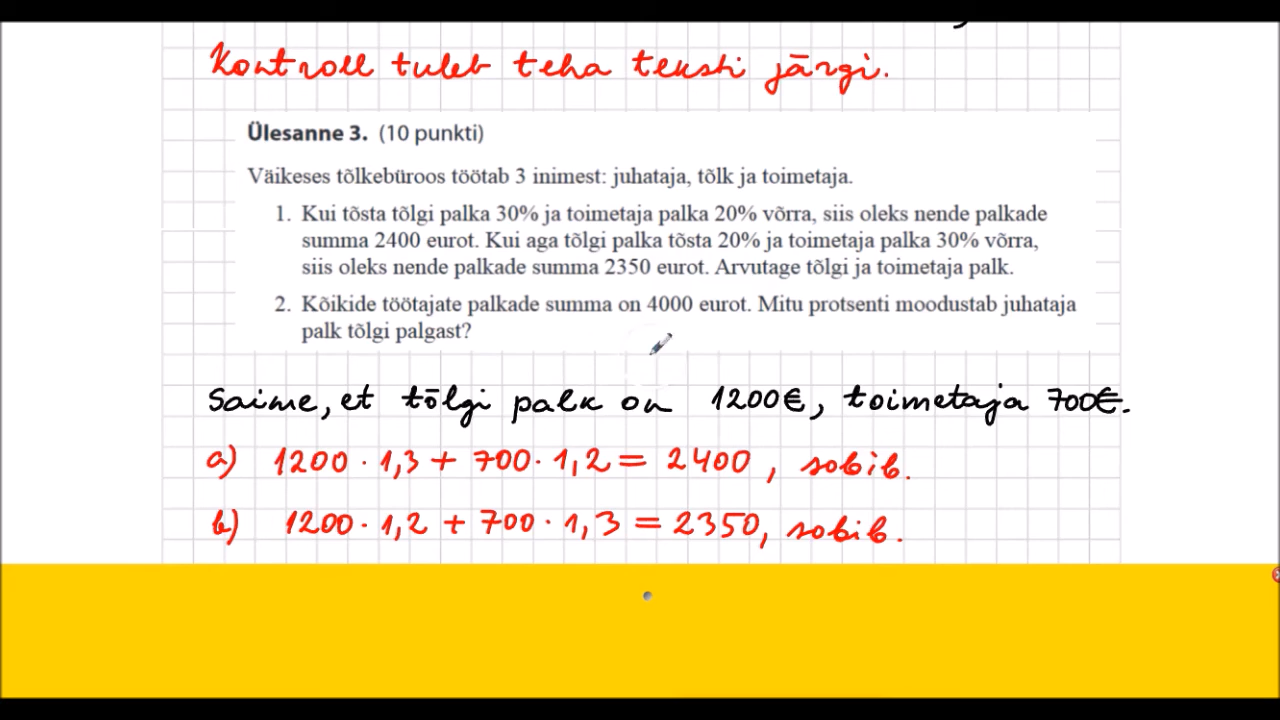 Kontroll tuleb teha teksti järgi.
Ülesanne 3. (10 punkti)
Väikeses tõlkebüroos töötab 3 inimest: juhataja, tõlk ja toimetaja.
1. Kui tõsta tõlgi palka 30% ja toimetaja palka 20% võrra, siis oleks nende palkade
summa 2400 eurot. Kui aga tõlgi palka tõsta 20% ja toimetaja palka 30% võrra,
siis oleks nende palkade summa 2350 eurot. Arvutage tõlgi ja toimetaja palk.
2. Kõikide töötajate palkade summa on 4000 eurot. Mitu protsenti moodustab juhataja
palk tõlgi palgast?
Saime, et tõlgi palk on 1200€, toimetaja 700€.
a) 1200 · 1,3 + 700 · 1,2 = 2400, sobib.
b) 1200 · 1,2 + 700 · 1,3 = 2350, sobib.